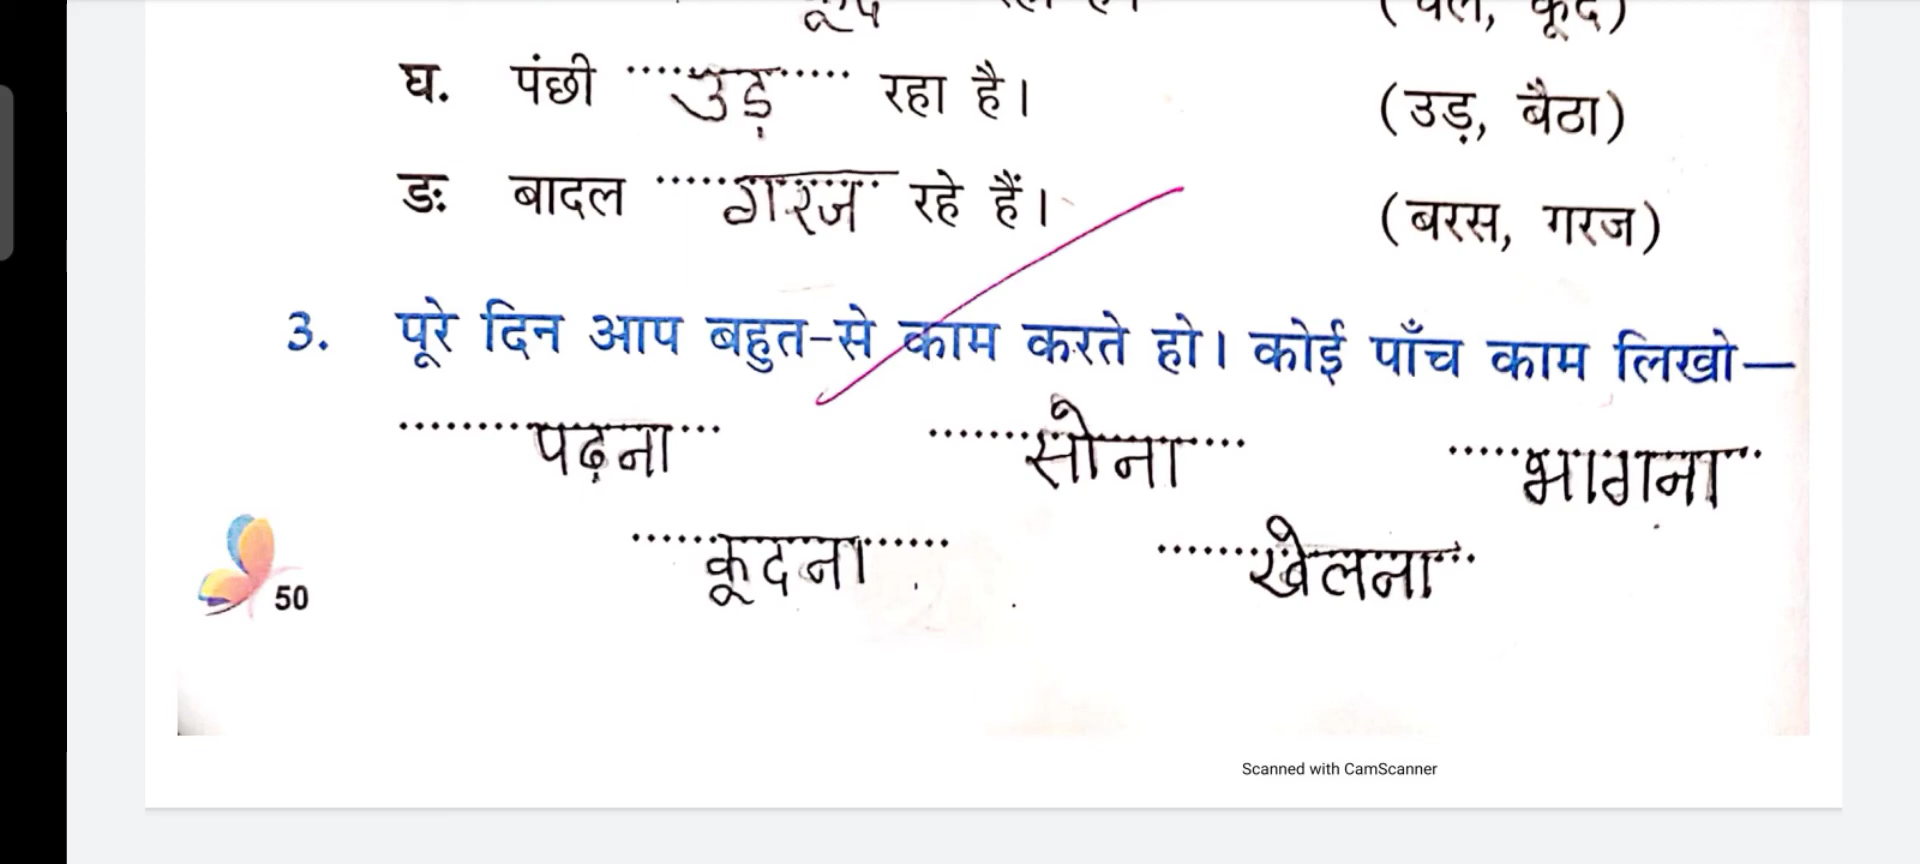 कूद (चल, कूद)
घ. पंछी उड़ रहा है। (उड़, बैठा)
ङ. बादल गरज रहे हैं। (बरस, गरज)
3. पूरे दिन आप बहुत-से काम करते हो। कोई पाँच काम लिखो—
पढ़ना सोना भागना
कूदना खेलना
50
Scanned with CamScanner